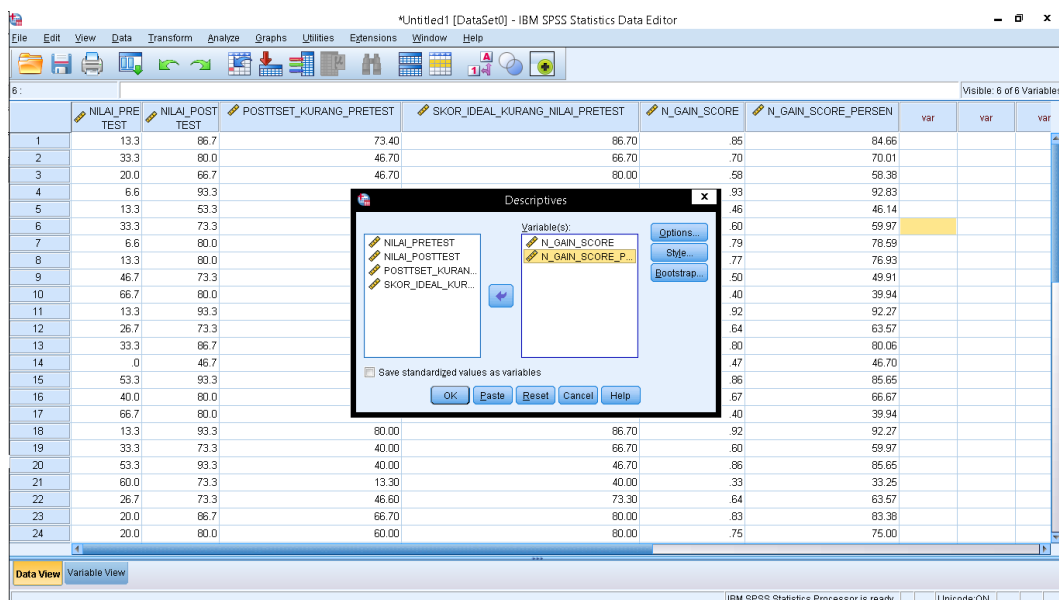 *Untitled1 [DataSet0] - IBM SPSS Statistics Data Editor
File Edit View Data Transform Analyze Graphs Utilities Extensions Window Help
6 :
Visible: 6 of 6 Variables
NILAI_PRETEST NILAI_POSTTEST POSTTSET_KURANG_PRETEST SKOR_IDEAL_KURANG_NILAI_PRETEST N_GAIN_SCORE N_GAIN_SCORE_PERSEN var var var
1 13.3 86.7 73.40 86.70 .85 84.66
2 33.3 80.0 46.70 66.70 .70 70.01
3 20.0 66.7 46.70 80.00 .58 58.38
4 6.6 93.3 .93 92.83
5 13.3 53.3 .46 46.14
6 33.3 73.3 .60 59.97
7 6.6 80.0 .79 78.59
8 13.3 80.0 .77 76.93
9 46.7 73.3 .50 49.91
10 66.7 80.0 .40 39.94
11 13.3 93.3 .92 92.27
12 26.7 73.3 .64 63.57
13 33.3 86.7 .80 80.06
14 .0 46.7 .47 46.70
15 53.3 93.3 .86 85.65
16 40.0 80.0 .67 66.67
17 66.7 80.0 .40 39.94
18 13.3 93.3 80.00 86.70 .92 92.27
19 33.3 73.3 40.00 66.70 .60 59.97
20 53.3 93.3 40.00 46.70 .86 85.65
21 60.0 73.3 13.30 40.00 .33 33.25
22 26.7 73.3 46.60 73.30 .64 63.57
23 20.0 86.7 66.70 80.00 .83 83.38
24 20.0 80.0 60.00 80.00 .75 75.00
Descriptives
x
NILAI_PRETEST
NILAI_POSTTEST
POSTTSET_KURAN...
SKOR_IDEAL_KUR...
Variable(s):
N_GAIN_SCORE
N_GAIN_SCORE_P...
Options...
Style...
Bootstrap...
Save standardized values as variables
OK Paste Reset Cancel Help
Data View Variable View
IBM SPSS Statistics Processor is ready Unicode:ON